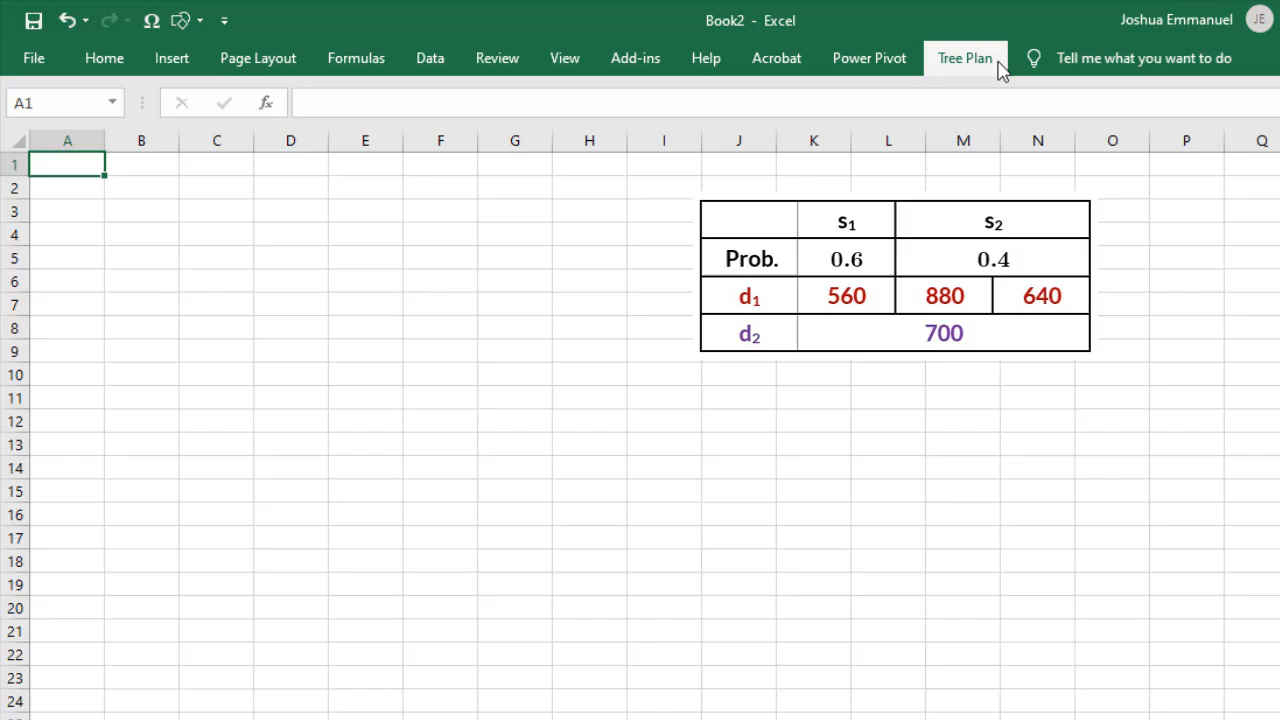 Book2 - Excel
Joshua Emmanuel JE
File Home Insert Page Layout Formulas Data Review View Add-ins Help Acrobat Power Pivot Tree Plan Tell me what you want to do
A1 fx
A B C D E F G H I J K L M N O P Q
1
2
3
4
5
6
7
8
9
10
11
12
13
14
15
16
17
18
19
20
21
22
23
24
s₁ s₂
Prob. 0.6 0.4
d₁ 560 880 640
d₂ 700